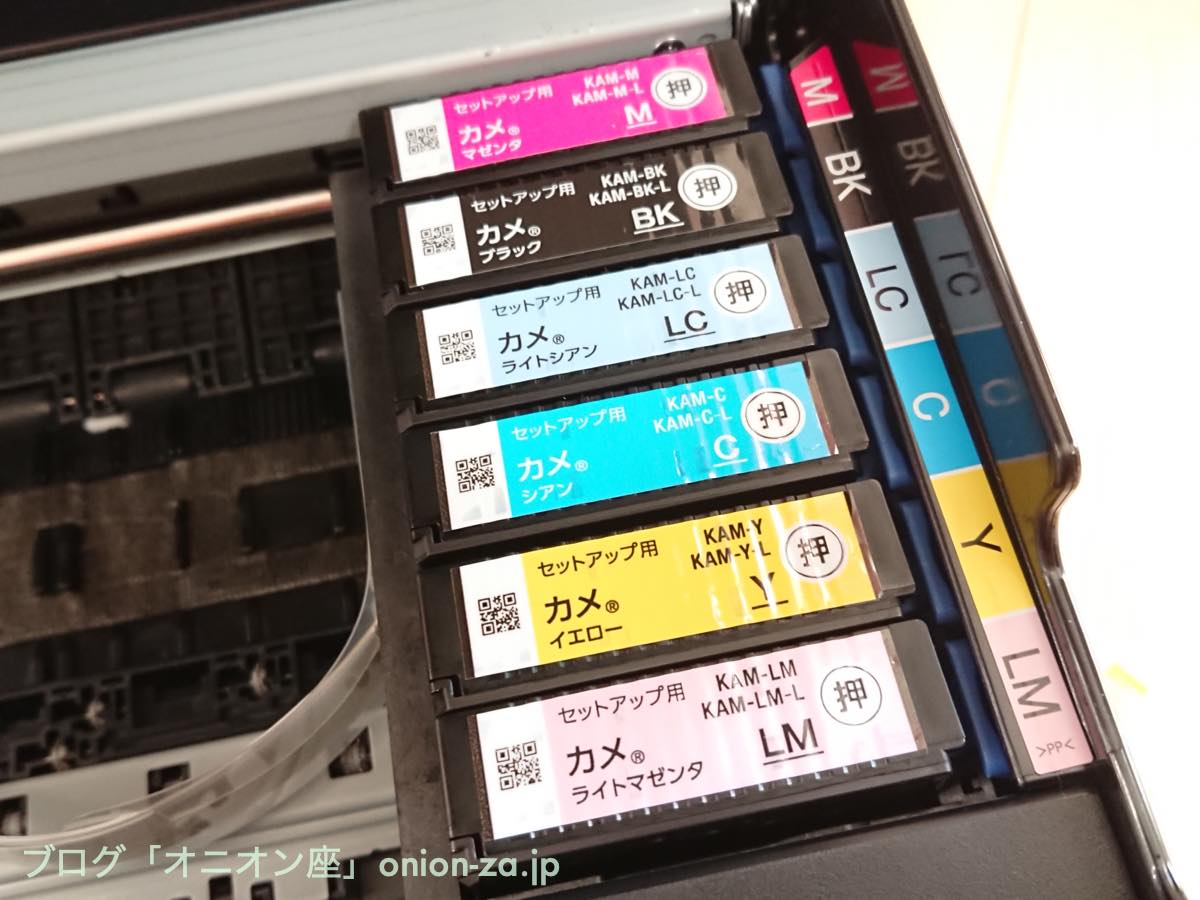 セットアップ用
KAM-M
KAM-M-L
押
カメ®
マゼンタ
M
セットアップ用
KAM-BK
KAM-BK-L
押
カメ®
ブラック
BK
セットアップ用
KAM-LC
KAM-LC-L
押
カメ®
ライトシアン
LC
セットアップ用
KAM-C
KAM-C-L
押
カメ®
シアン
C
セットアップ用
KAM-Y
KAM-Y-L
押
カメ®
イエロー
Y
セットアップ用
KAM-LM
KAM-LM-L
押
カメ®
ライトマゼンタ
LM
M
BK
LC
C
Y
LM
>PP<
ブログ「オニオン座」onion-za.jp